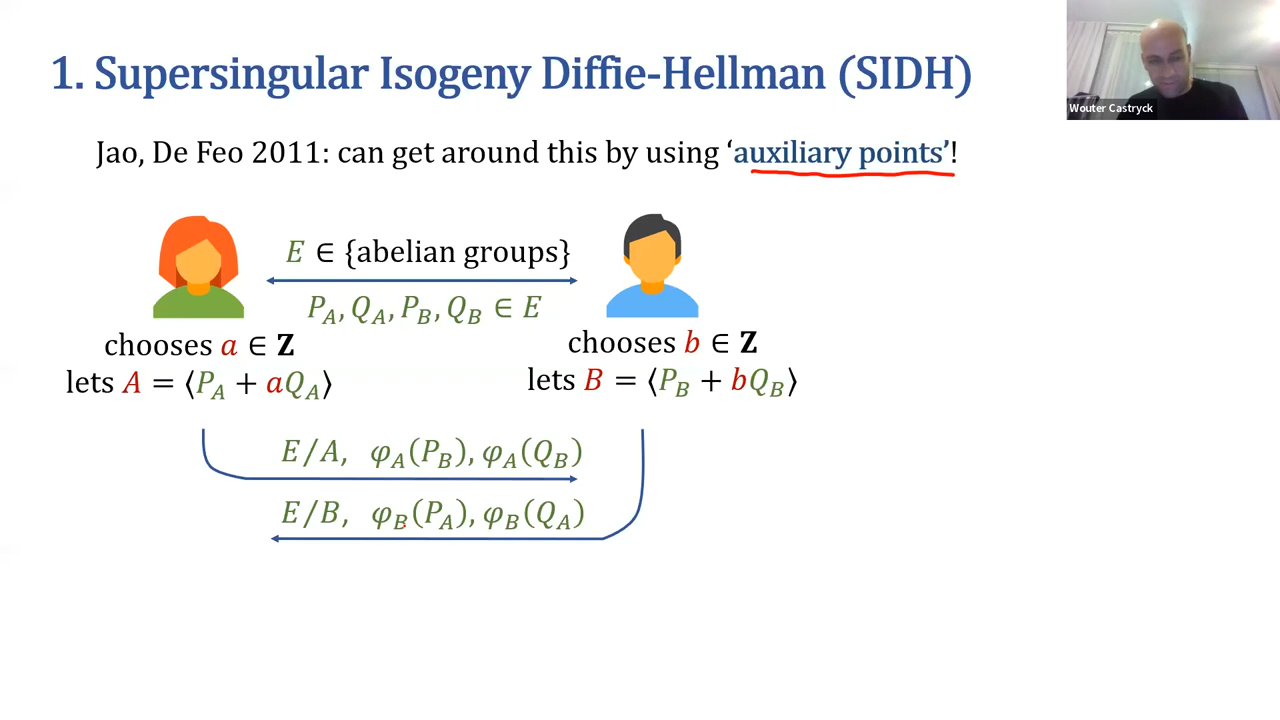 1. Supersingular Isogeny Diffie-Hellman (SIDH)
Wouter Castryck
Jao, De Feo 2011: can get around this by using ‘auxiliary points’!
E ∈ {abelian groups}
P_A, Q_A, P_B, Q_B ∈ E
chooses a ∈ Z
lets A = ⟨P_A + aQ_A⟩
chooses b ∈ Z
lets B = ⟨P_B + bQ_B⟩
E/A, φ_A(P_B), φ_A(Q_B)
E/B, φ_B(P_A), φ_B(Q_A)